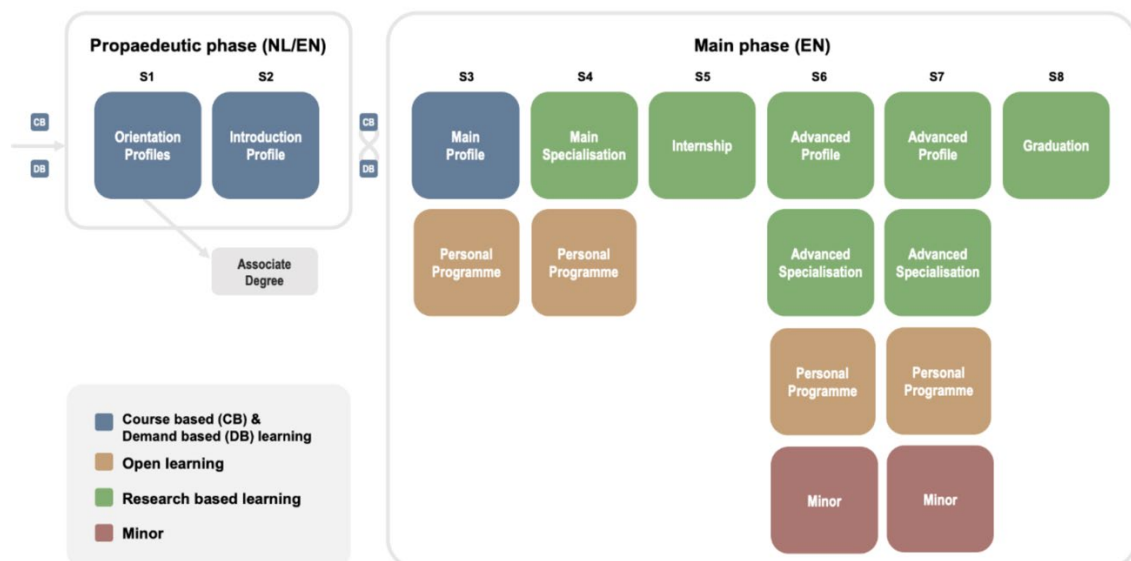 Propaedeutic phase (NL/EN)
S1
S2
CB
DB
Orientation
Profiles
Introduction
Profile
Associate
Degree
CB
DB
Main phase (EN)
S3
S4
S5
S6
S7
S8
Main
Profile
Main
Specialisation
Internship
Advanced
Profile
Advanced
Profile
Graduation
Personal
Programme
Personal
Programme
Advanced
Specialisation
Advanced
Specialisation
Personal
Programme
Personal
Programme
Minor
Minor
Course based (CB) &
Demand based (DB) learning
Open learning
Research based learning
Minor